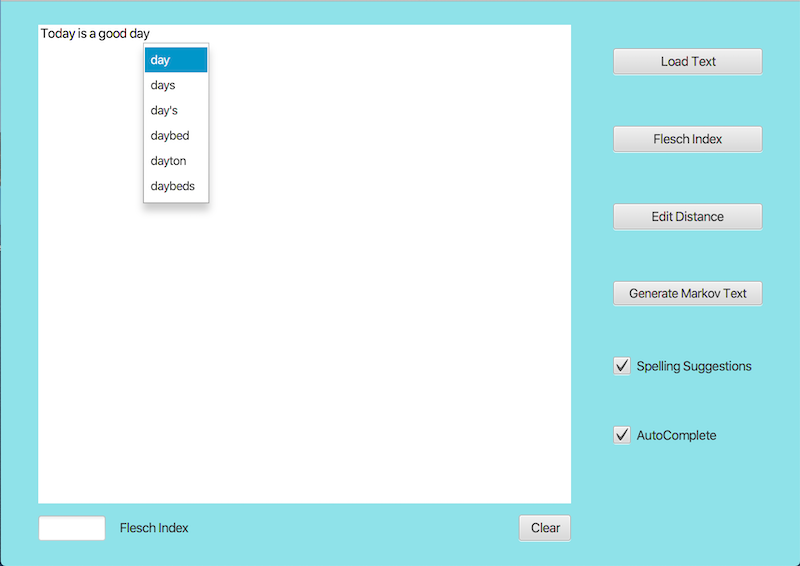 Today is a good day
day
days
day's
daybed
dayton
daybeds
Load Text
Flesch Index
Edit Distance
Generate Markov Text
Spelling Suggestions
AutoComplete
Flesch Index
Clear